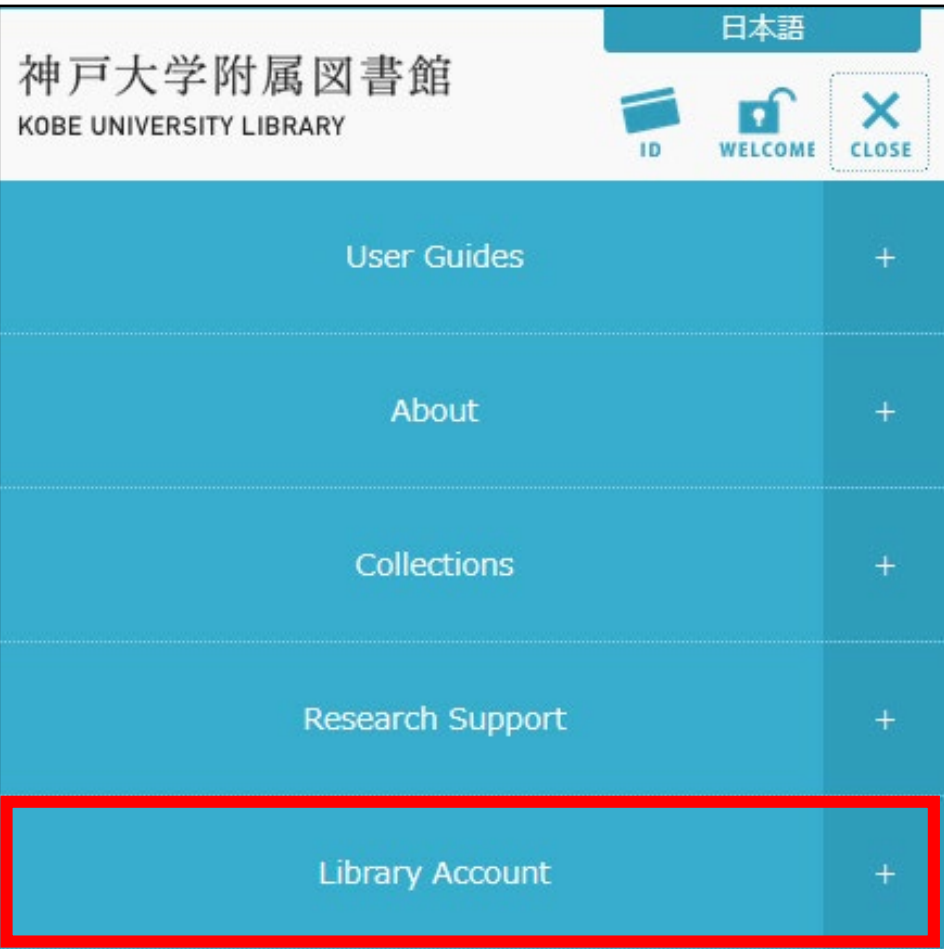 日本語
神戸大学附属図書館
KOBE UNIVERSITY LIBRARY
ID
WELCOME
CLOSE
User Guides +
About +
Collections +
Research Support +
Library Account +